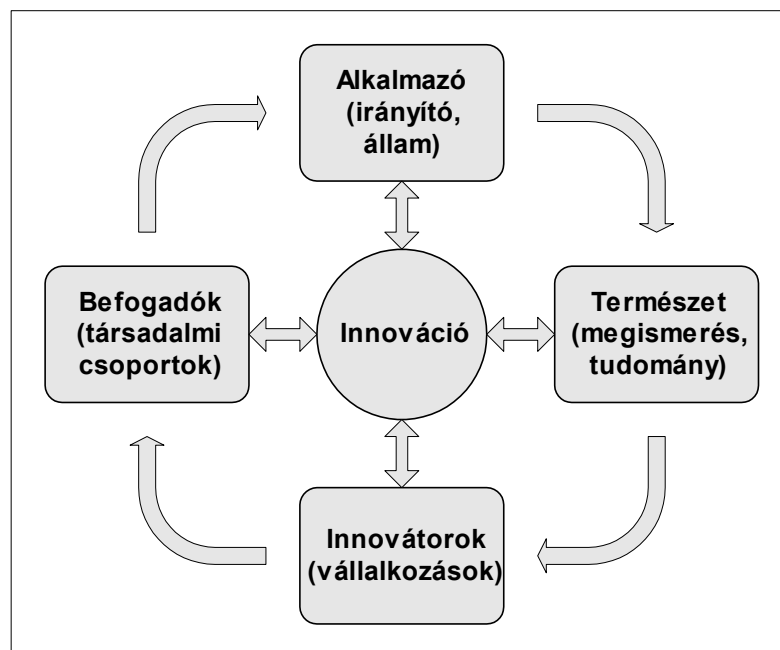 Alkalmazó
(irányító,
állam)
Befogadók
(társadalmi
csoportok)
Innováció
Természet
(megismerés,
tudomány)
Innovátorok
(vállalkozások)